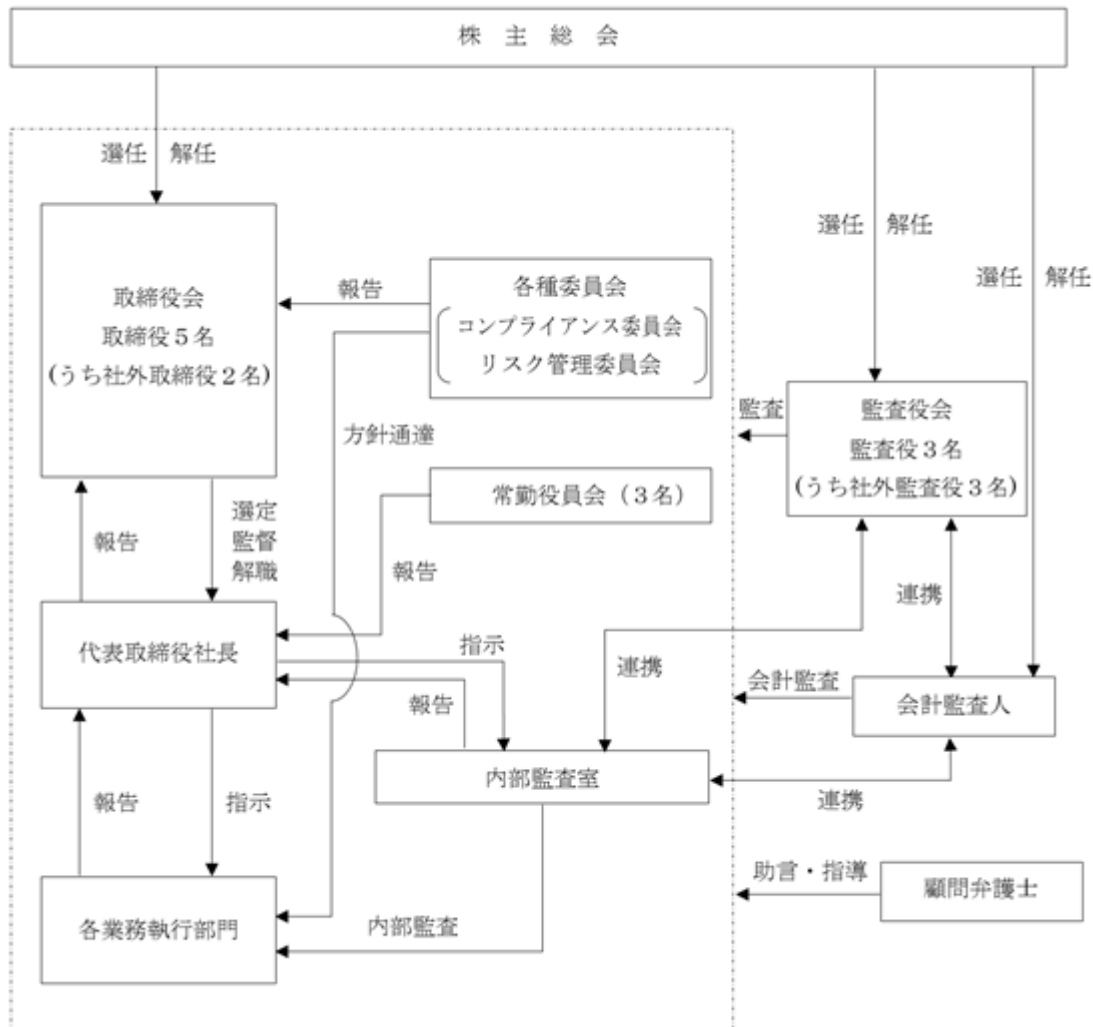 株 主 総 会
選任 解任
選任 解任
選任 解任
取締役会
取締役５名
(うち社外取締役２名)
報告
各種委員会
コンプライアンス委員会
リスク管理委員会
監査
監査役会
監査役３名
(うち社外監査役３名)
方針通達
常勤役員会（３名）
報告
選定
監督
解職
報告
連携
代表取締役社長
指示
連携
会計監査
会計監査人
報告
内部監査室
連携
報告
指示
助言・指導
顧問弁護士
各業務執行部門
内部監査